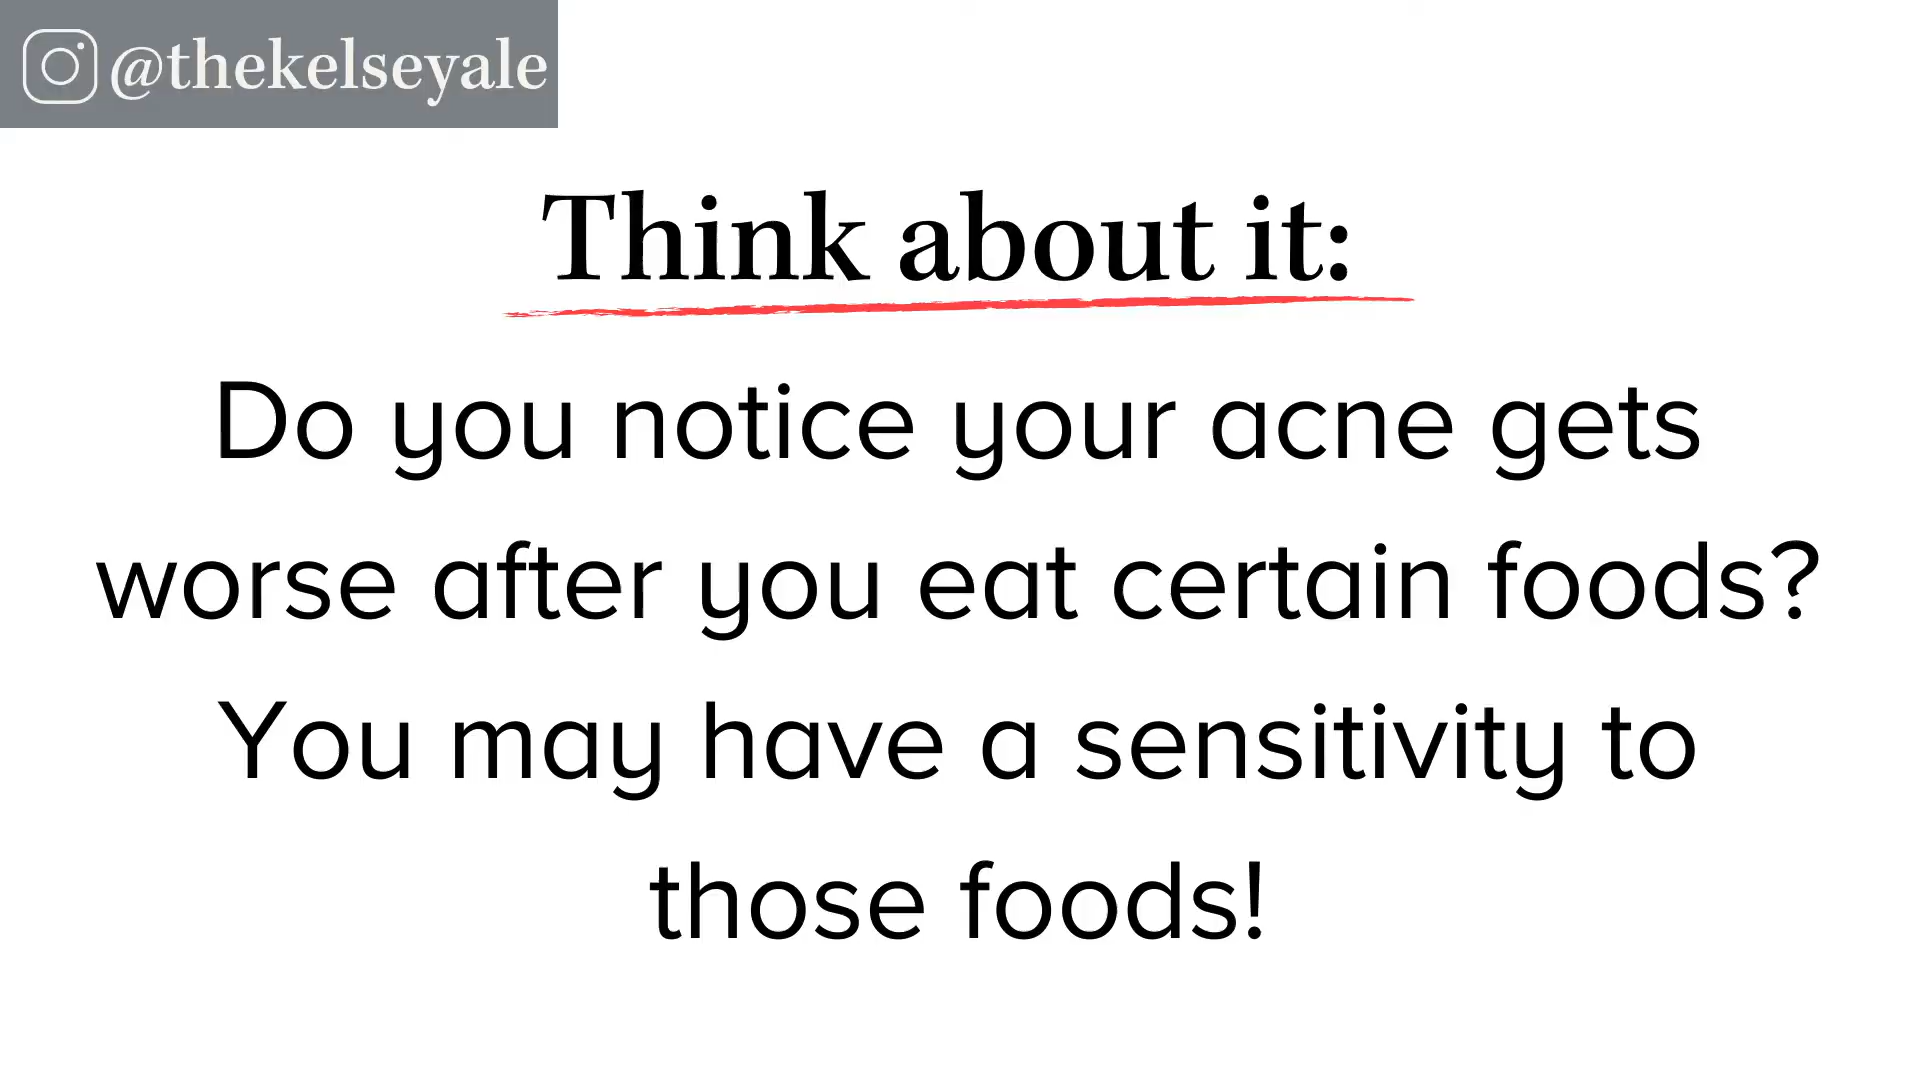 @thekelseyale
Think about it:
Do you notice your acne gets
worse after you eat certain foods?
You may have a sensitivity to
those foods!